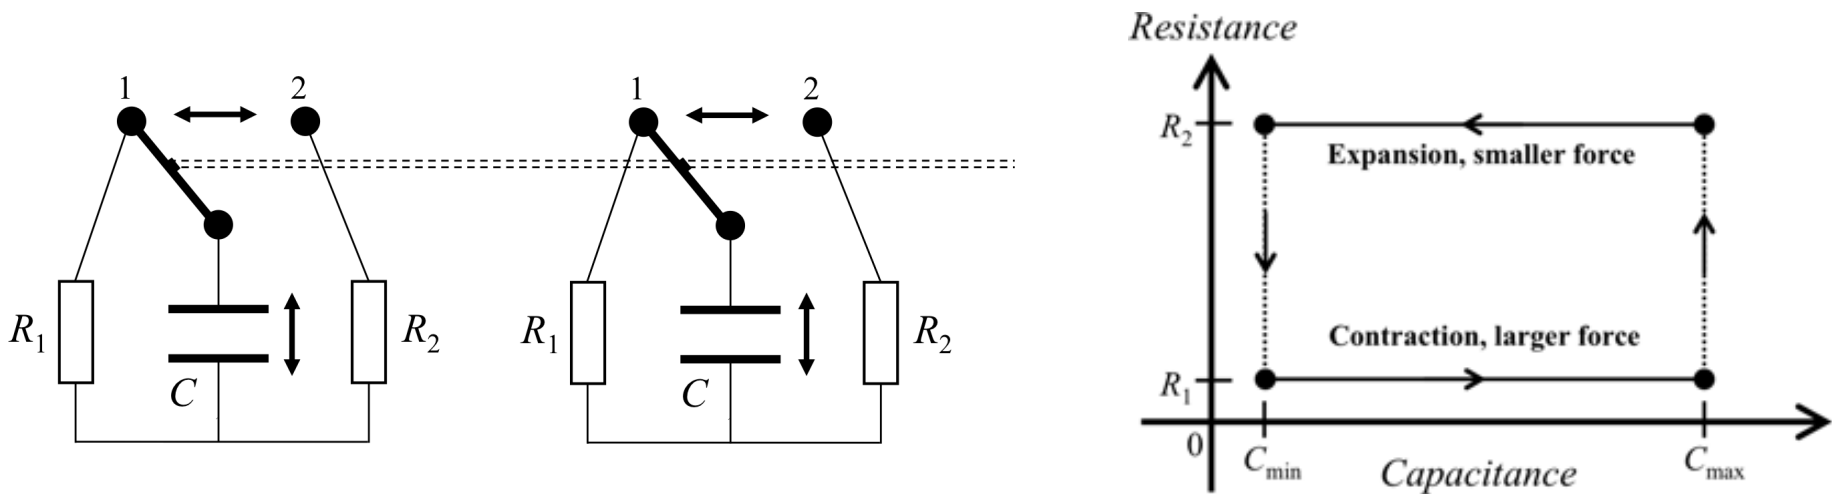 1
2
R1
C
R2
1
2
R1
C
R2
Resistance
R2
Expansion, smaller force
Contraction, larger force
R1
0
Cmin
Capacitance
Cmax